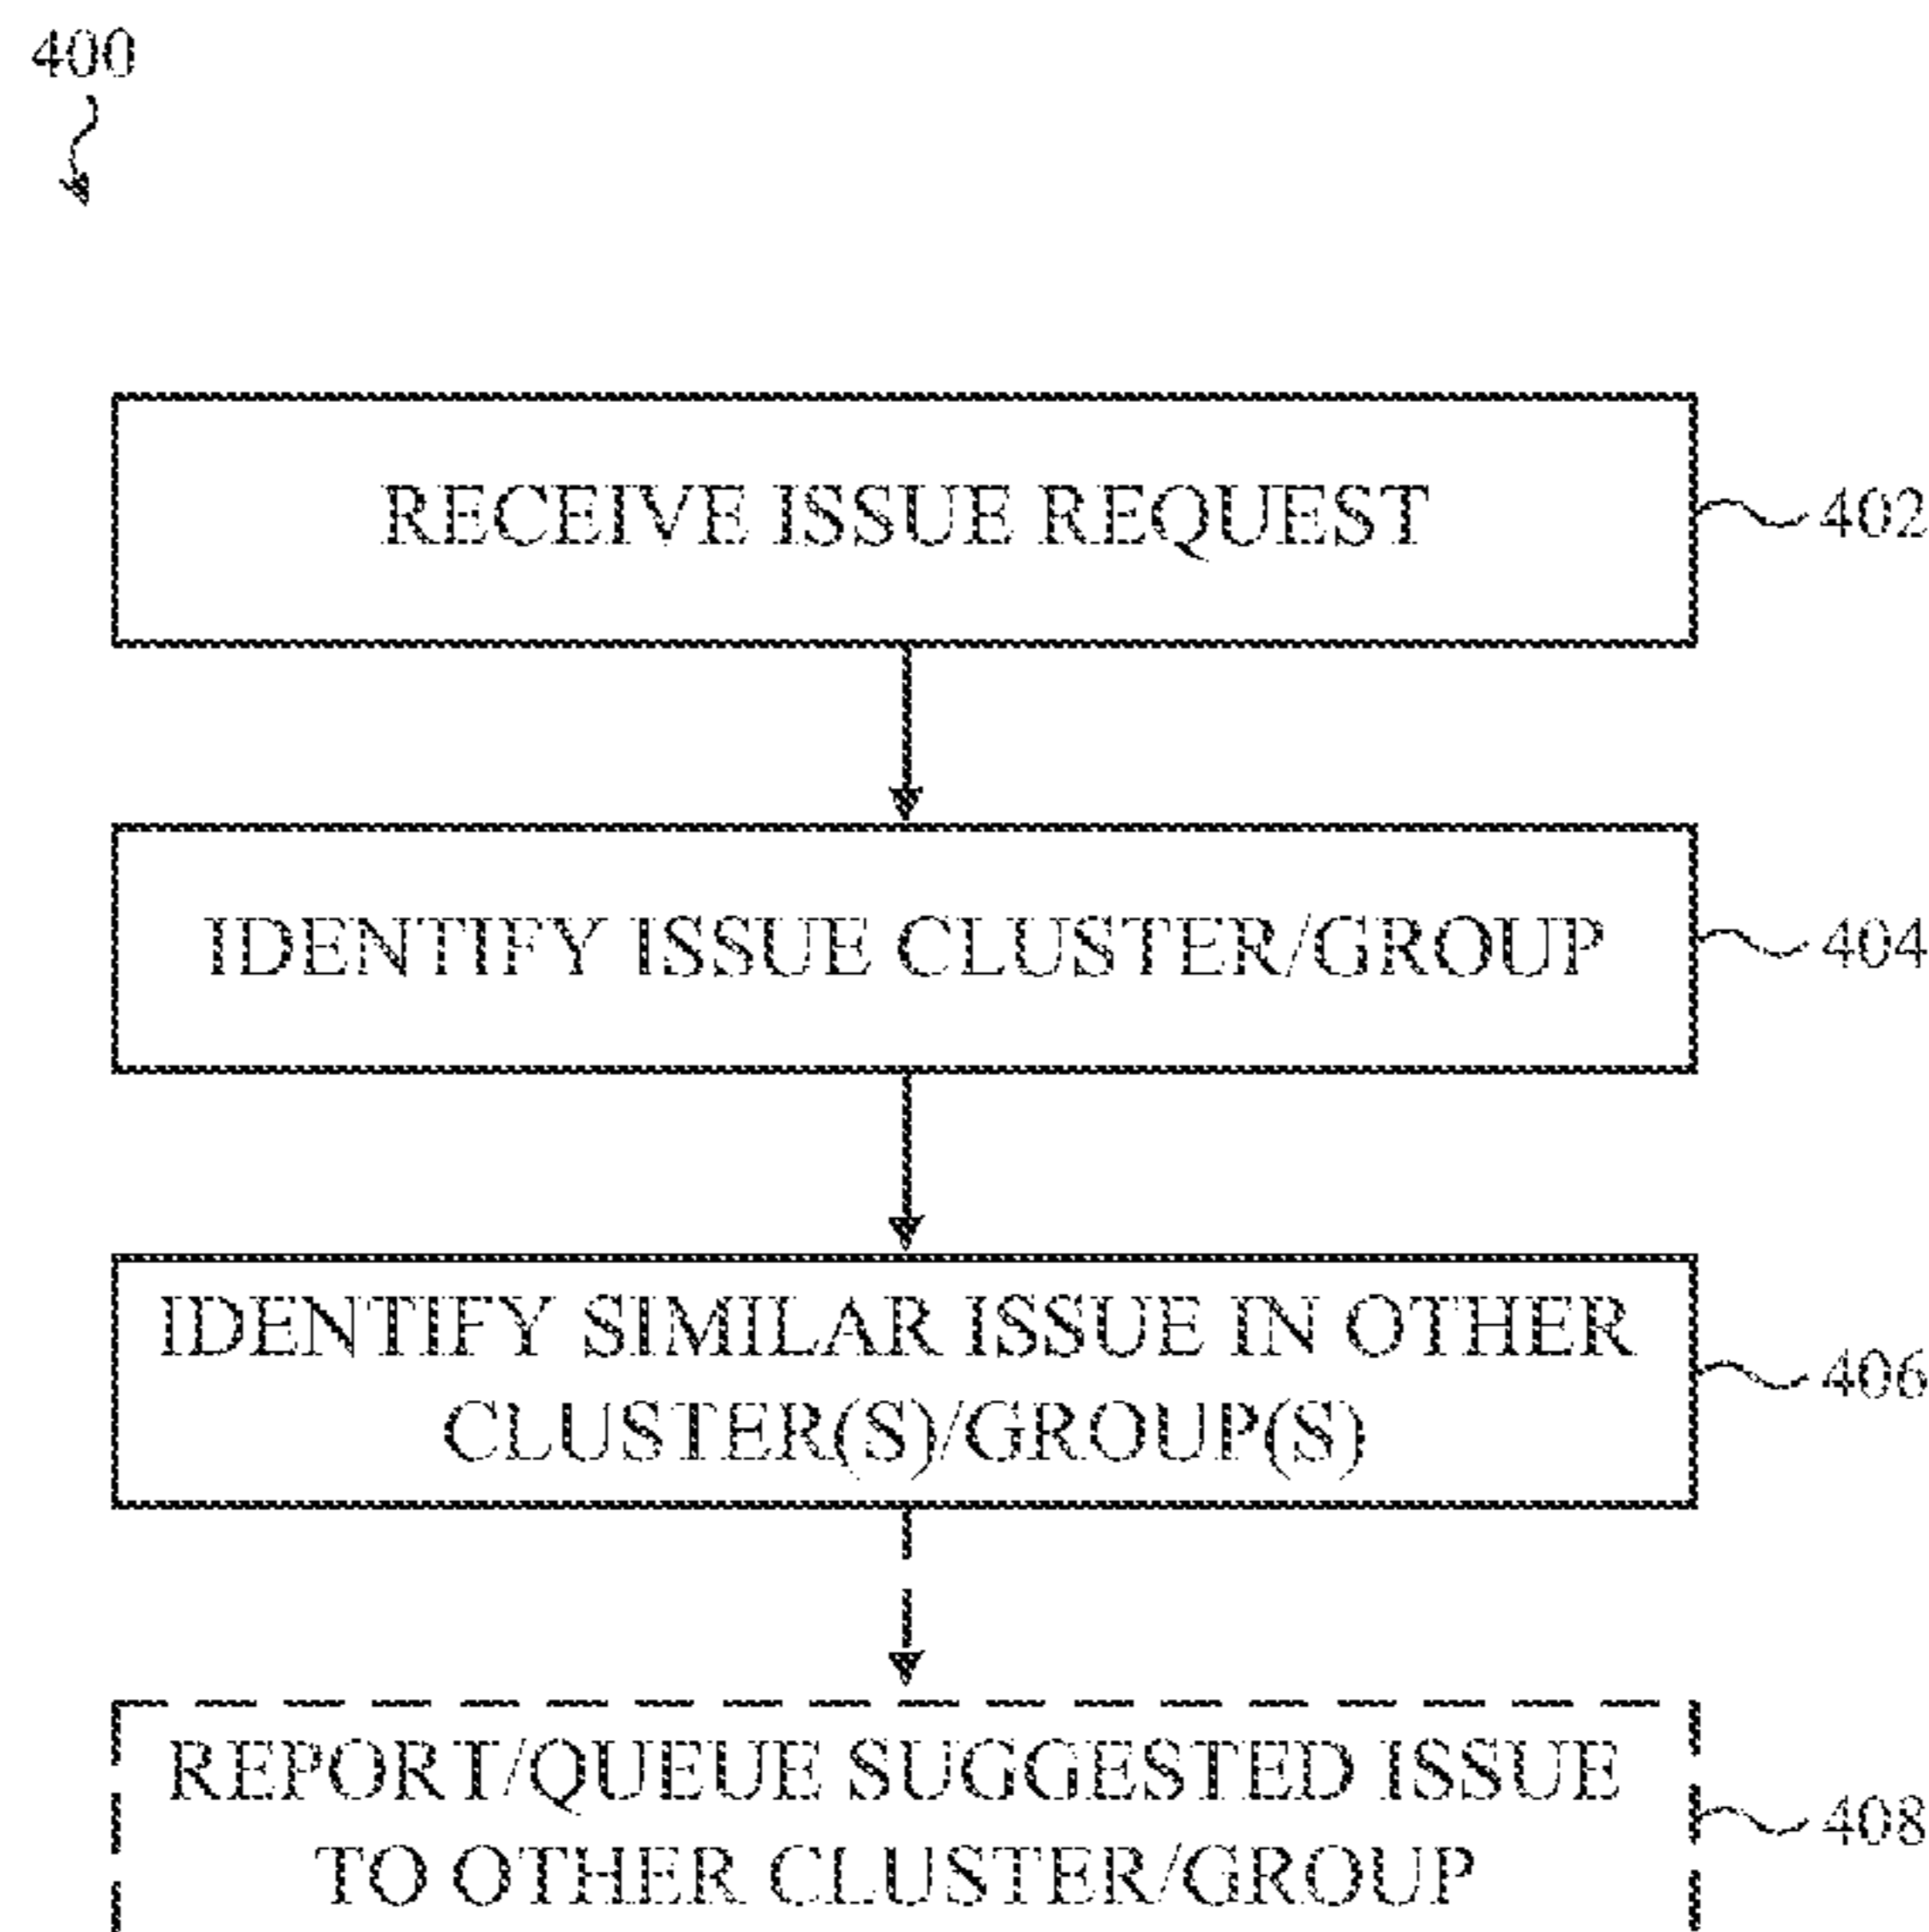 400
RECEIVE ISSUE REQUEST
402
IDENTIFY ISSUE CLUSTER/GROUP
404
IDENTIFY SIMILAR ISSUE IN OTHER
CLUSTER(S)/GROUP(S)
406
REPORT/QUEUE SUGGESTED ISSUE
TO OTHER CLUSTER/GROUP
408